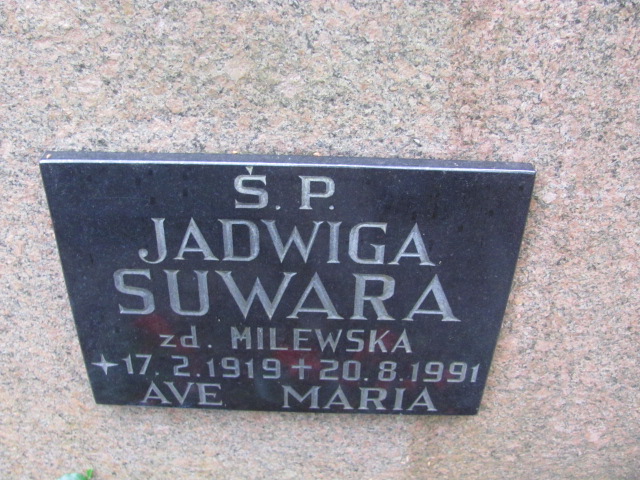 Ś. P.
JADWIGA
SUWARA
zd. MILEWSKA
✦17.2.1919 +20.8.1991
AVE MARIA